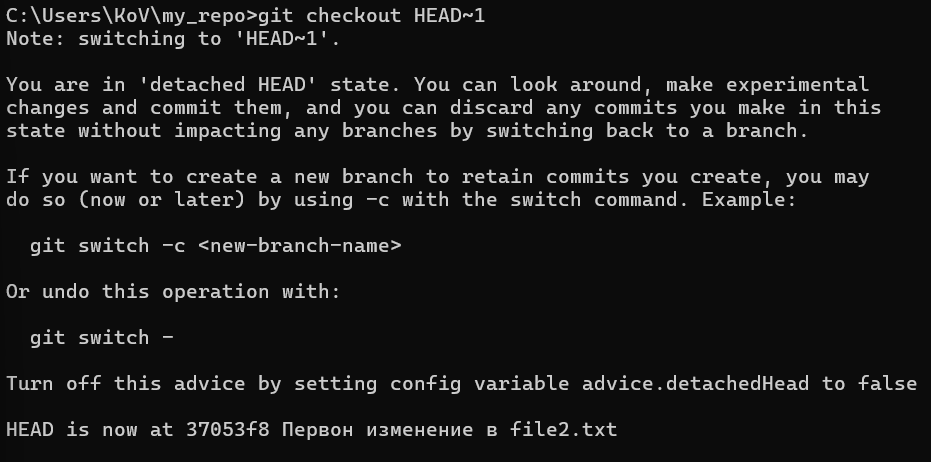 C:\Users\KoV\my_repo>git checkout HEAD~1
Note: switching to 'HEAD~1'.
You are in 'detached HEAD' state. You can look around, make experimental
changes and commit them, and you can discard any commits you make in this
state without impacting any branches by switching back to a branch.
If you want to create a new branch to retain commits you create, you may
do so (now or later) by using -c with the switch command. Example:
git switch -c <new-branch-name>
Or undo this operation with:
git switch -
Turn off this advice by setting config variable advice.detachedHead to false
HEAD is now at 37053f8 Первон изменение в file2.txt